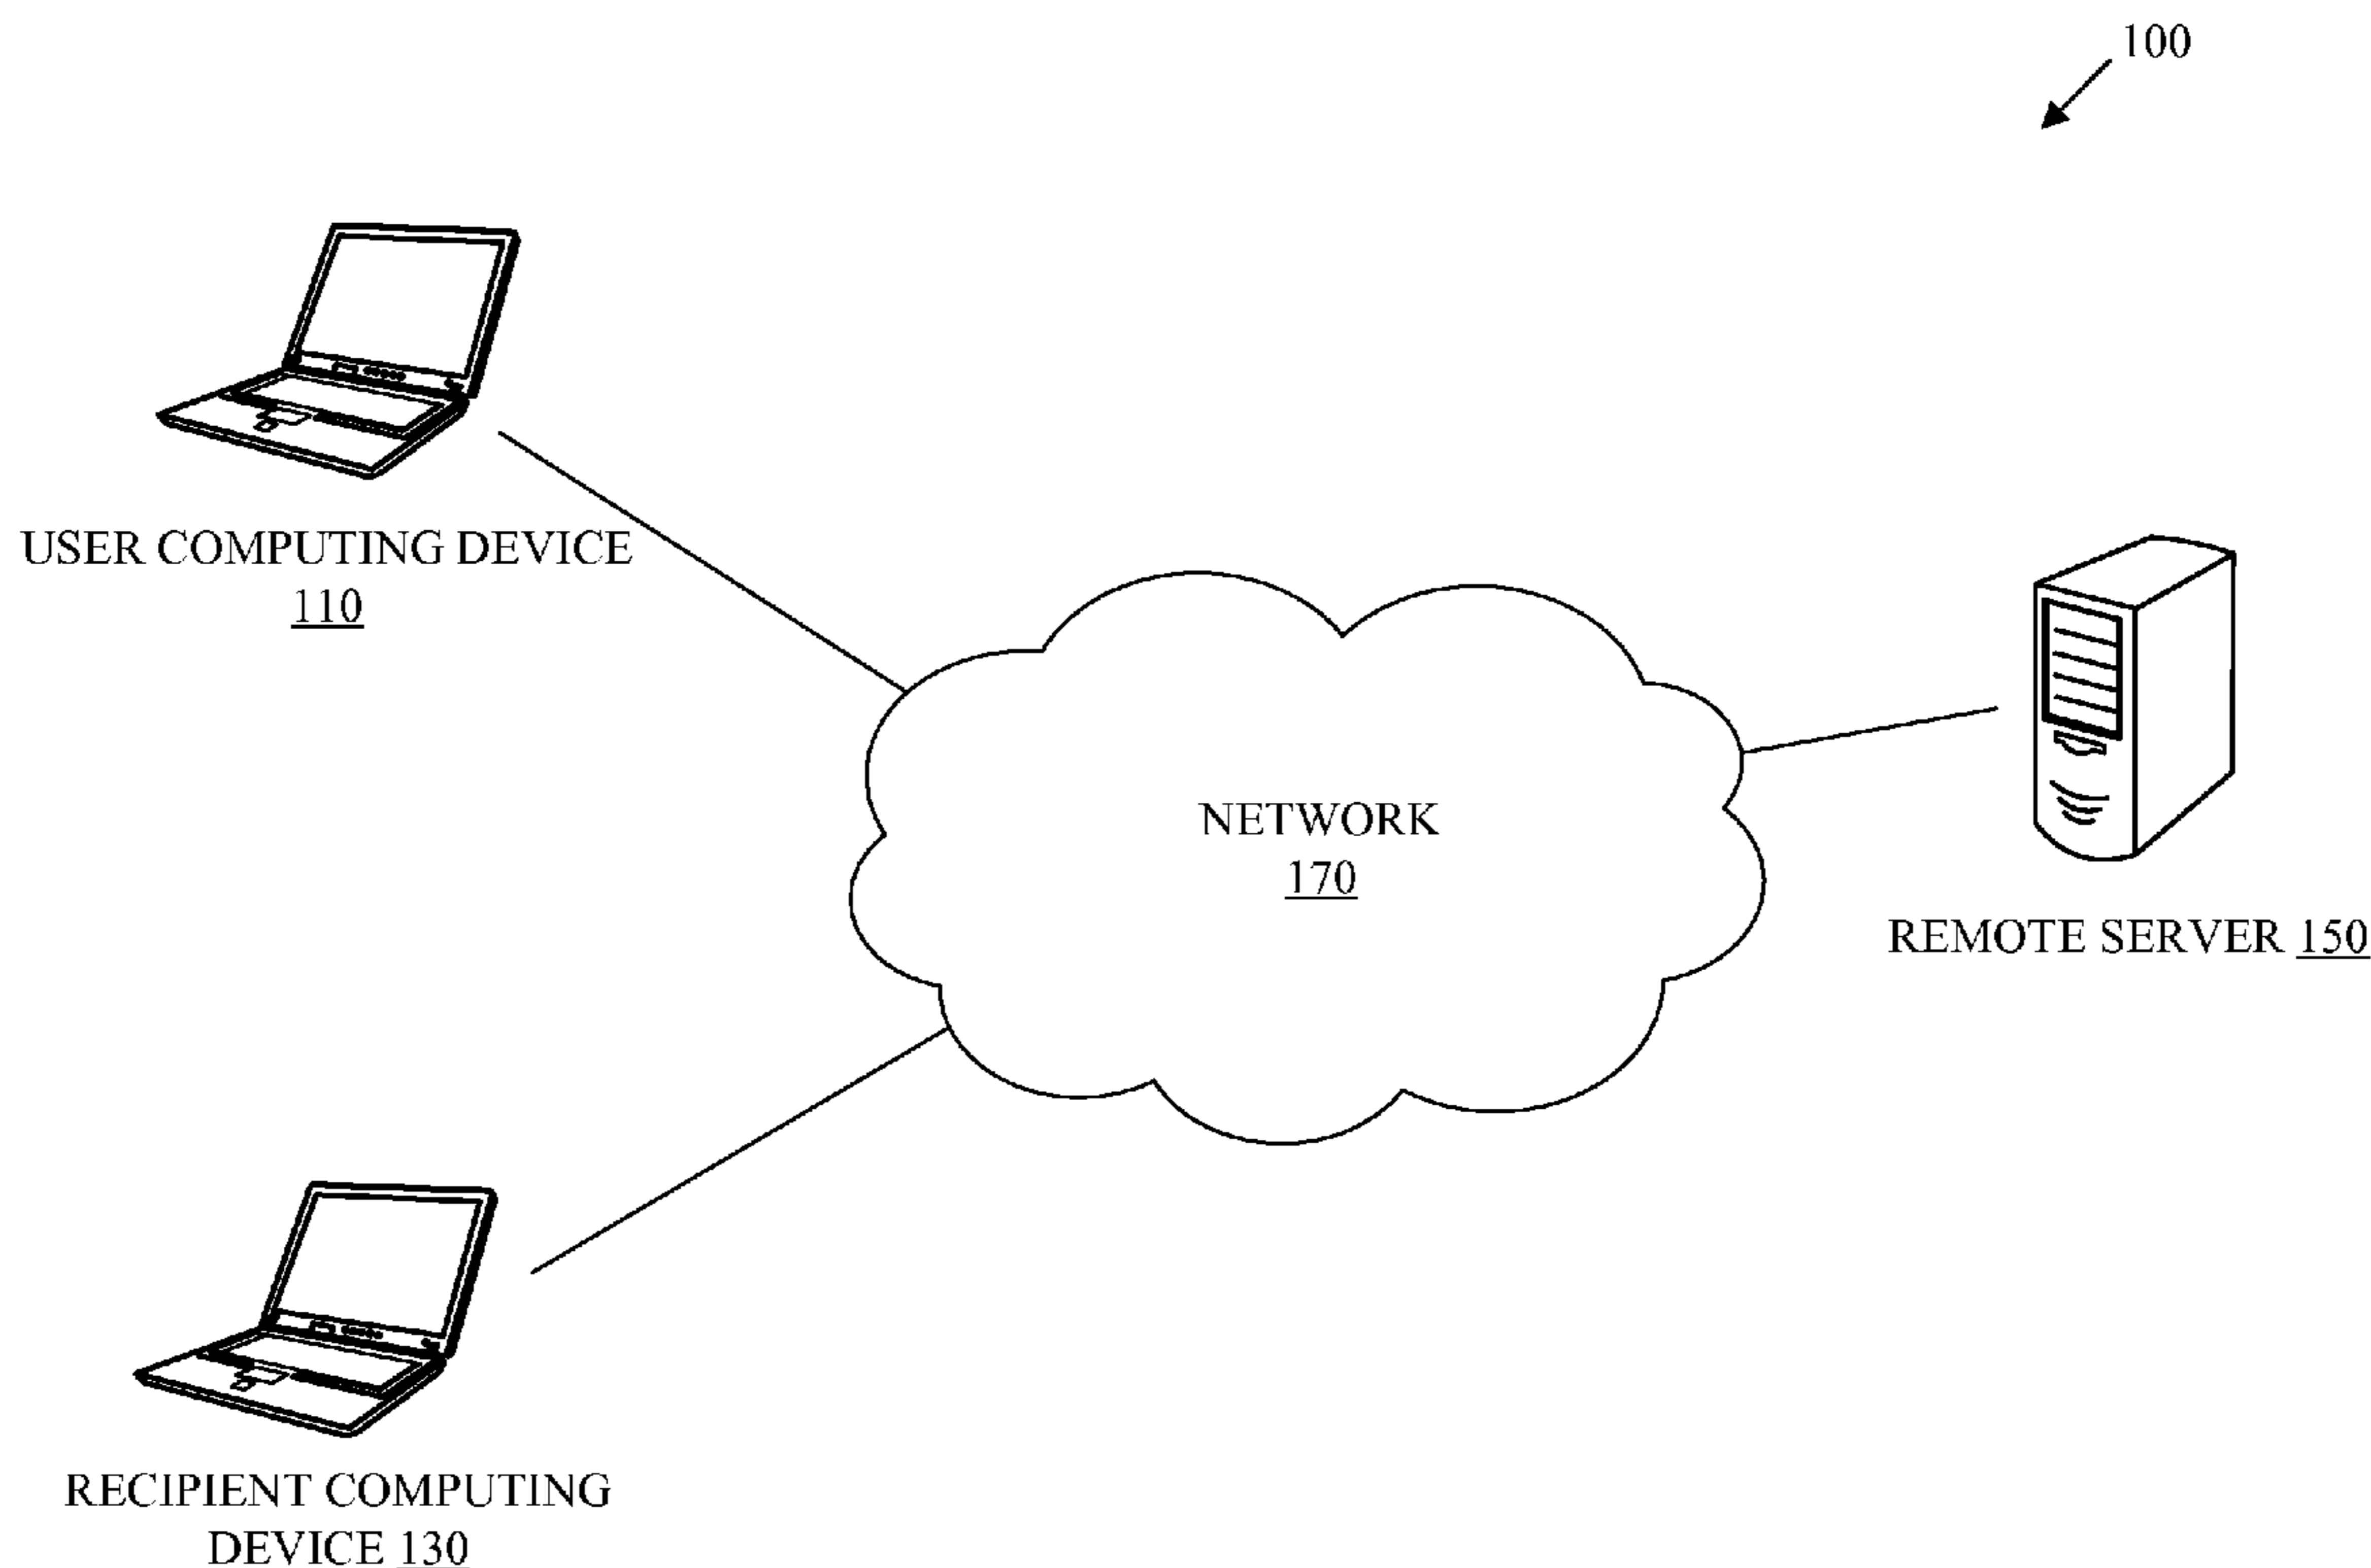 100
USER COMPUTING DEVICE
110
NETWORK
170
REMOTE SERVER 150
RECIPIENT COMPUTING
DEVICE 130